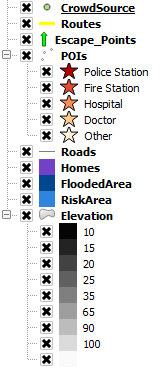 CrowdSource
Routes
Escape_Points
POIs
Police Station
Fire Station
Hospital
Doctor
Other
Roads
Homes
FloodedArea
RiskArea
Elevation
10
15
20
25
35
65
90
100